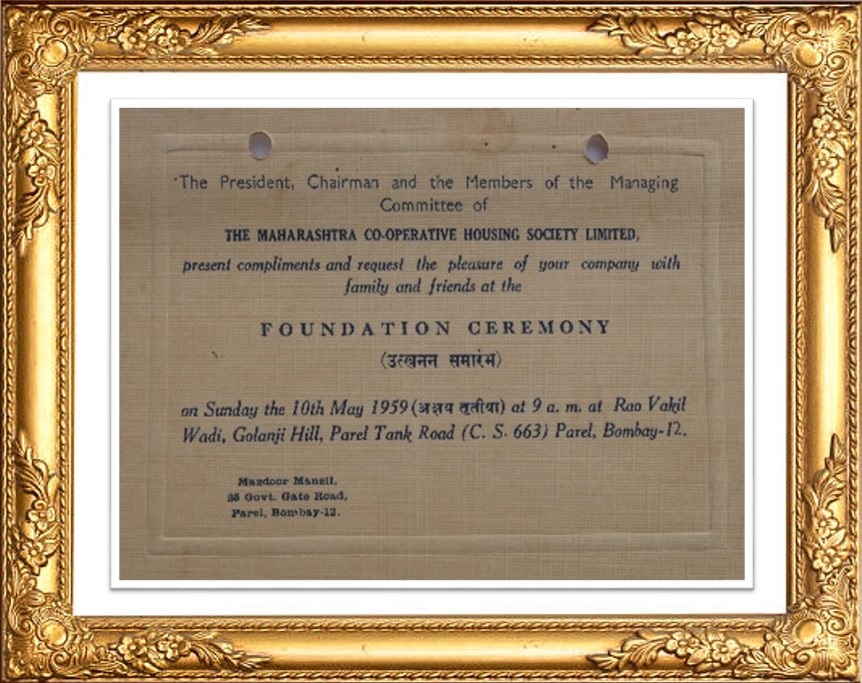 The President, Chairman and the Members of the Managing
Committee of
THE MAHARASHTRA CO-OPERATIVE HOUSING SOCIETY LIMITED,
present compliments and request the pleasure of your company with
family and friends at the
FOUNDATION CEREMONY
(उत्खनन समारंभ)
on Sunday the 10th May 1959 (अक्षय तृतीया) at 9 a. m. at Rao Vakil
Wadi, Golanji Hill, Parel Tank Road (C. S. 663) Parel, Bombay-12.
Mazdoor Manzil.
25 Govt. Gate Road,
Parel, Bombay-12.